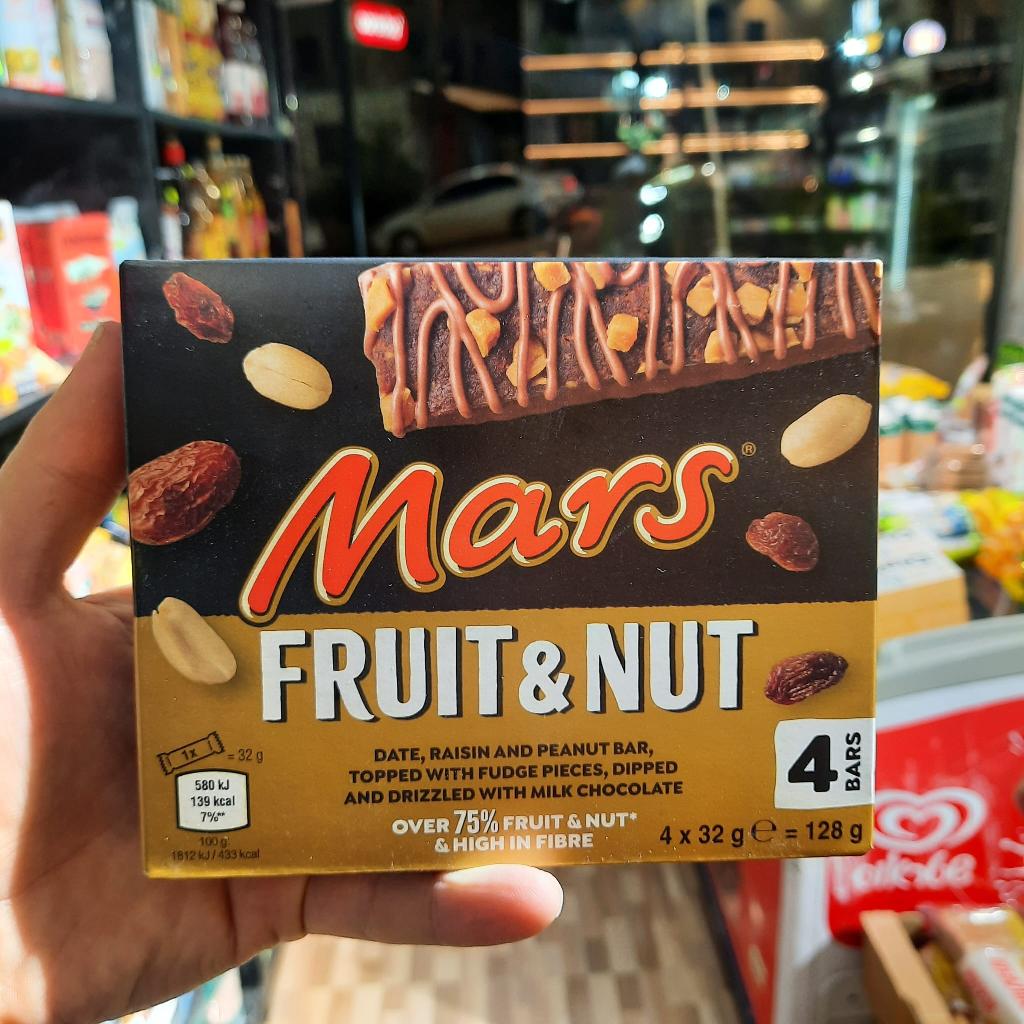 Mars®
FRUIT & NUT
DATE, RAISIN AND PEANUT BAR,
TOPPED WITH FUDGE PIECES, DIPPED
AND DRIZZLED WITH MILK CHOCOLATE
OVER 75% FRUIT & NUT*
& HIGH IN FIBRE
1x = 32 g
580 kJ
139 kcal
7%**
100 g:
1812 kJ / 433 kcal
4 BARS
4 x 32 g ℮ = 128 g